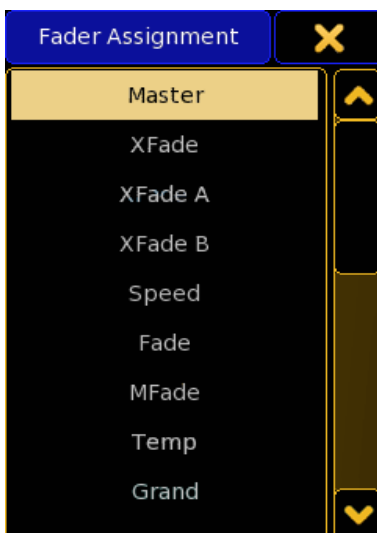 Fader Assignment
Master
XFade
XFade A
XFade B
Speed
Fade
MFade
Temp
Grand